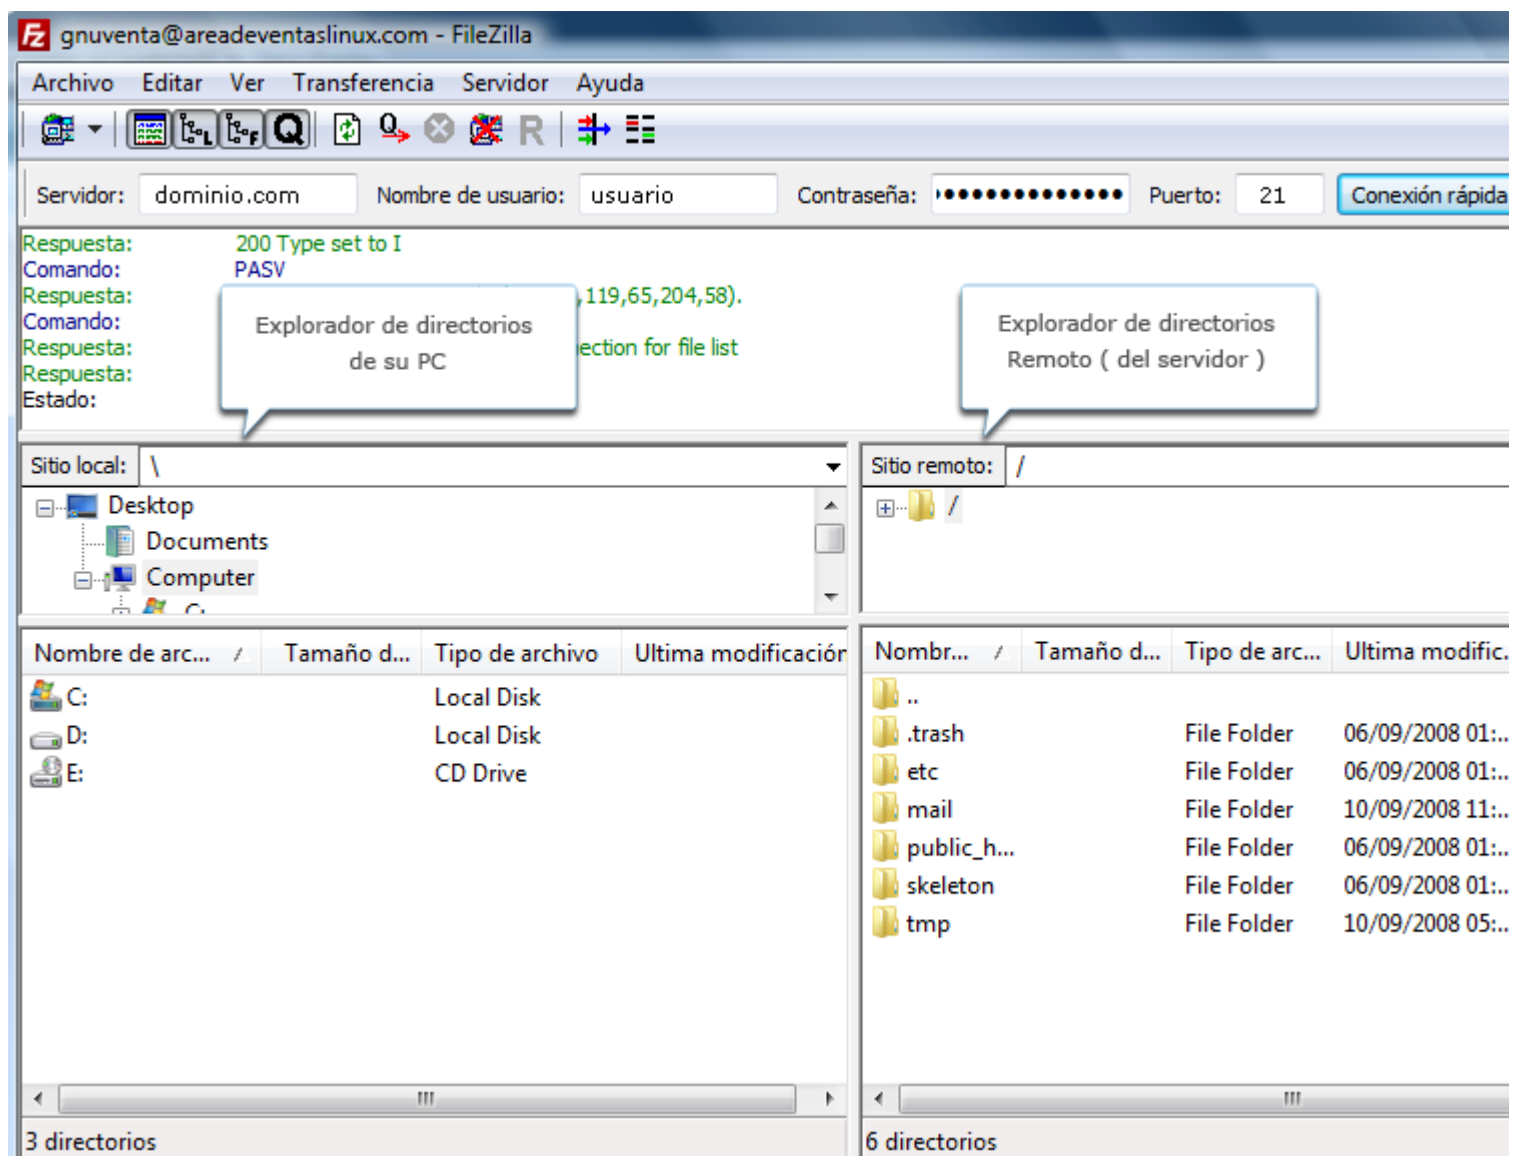 gnuventa@areadeventaslinux.com - FileZilla
Archivo Editar Ver Transferencia Servidor Ayuda
Servidor: dominio.com Nombre de usuario: usuario Contraseña: •••••••••••••• Puerto: 21 Conexión rápida
Respuesta: 200 Type set to I
Comando: PASV
Respuesta: ,119,65,204,58).
Comando:
Respuesta: for file list
Respuesta:
Estado:
Explorador de directorios
de su PC
Explorador de directorios
Remoto ( del servidor )
Sitio local: \
Desktop
Documents
Computer
C:
Sitio remoto: /
/
Nombre de arc... Tamaño d... Tipo de archivo Ultima modificación
C: Local Disk
D: Local Disk
E: CD Drive
3 directorios
Nombr... Tamaño d... Tipo de arc... Ultima modific..
..
.trash File Folder 06/09/2008 01:..
etc File Folder 06/09/2008 01:..
mail File Folder 10/09/2008 11:..
public_h... File Folder 06/09/2008 01:..
skeleton File Folder 06/09/2008 01:..
tmp File Folder 10/09/2008 05:..
6 directorios